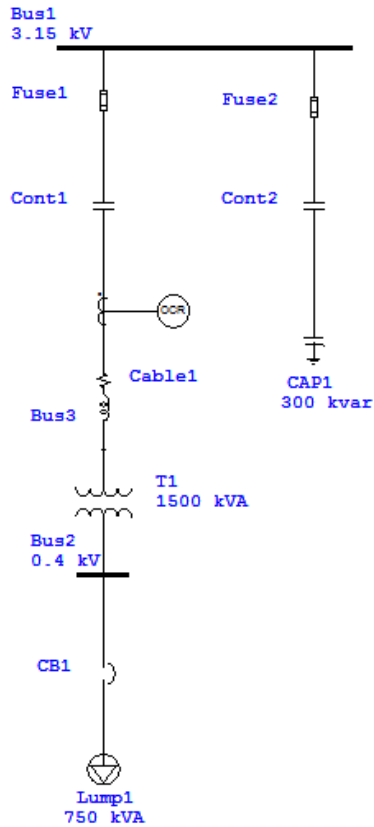 Bus1
3.15 kV
Fuse1
Fuse2
Cont1
Cont2
OCR
Cable1
CAP1
300 kvar
Bus3
T1
1500 kVA
Bus2
0.4 kV
CB1
Lump1
750 kVA